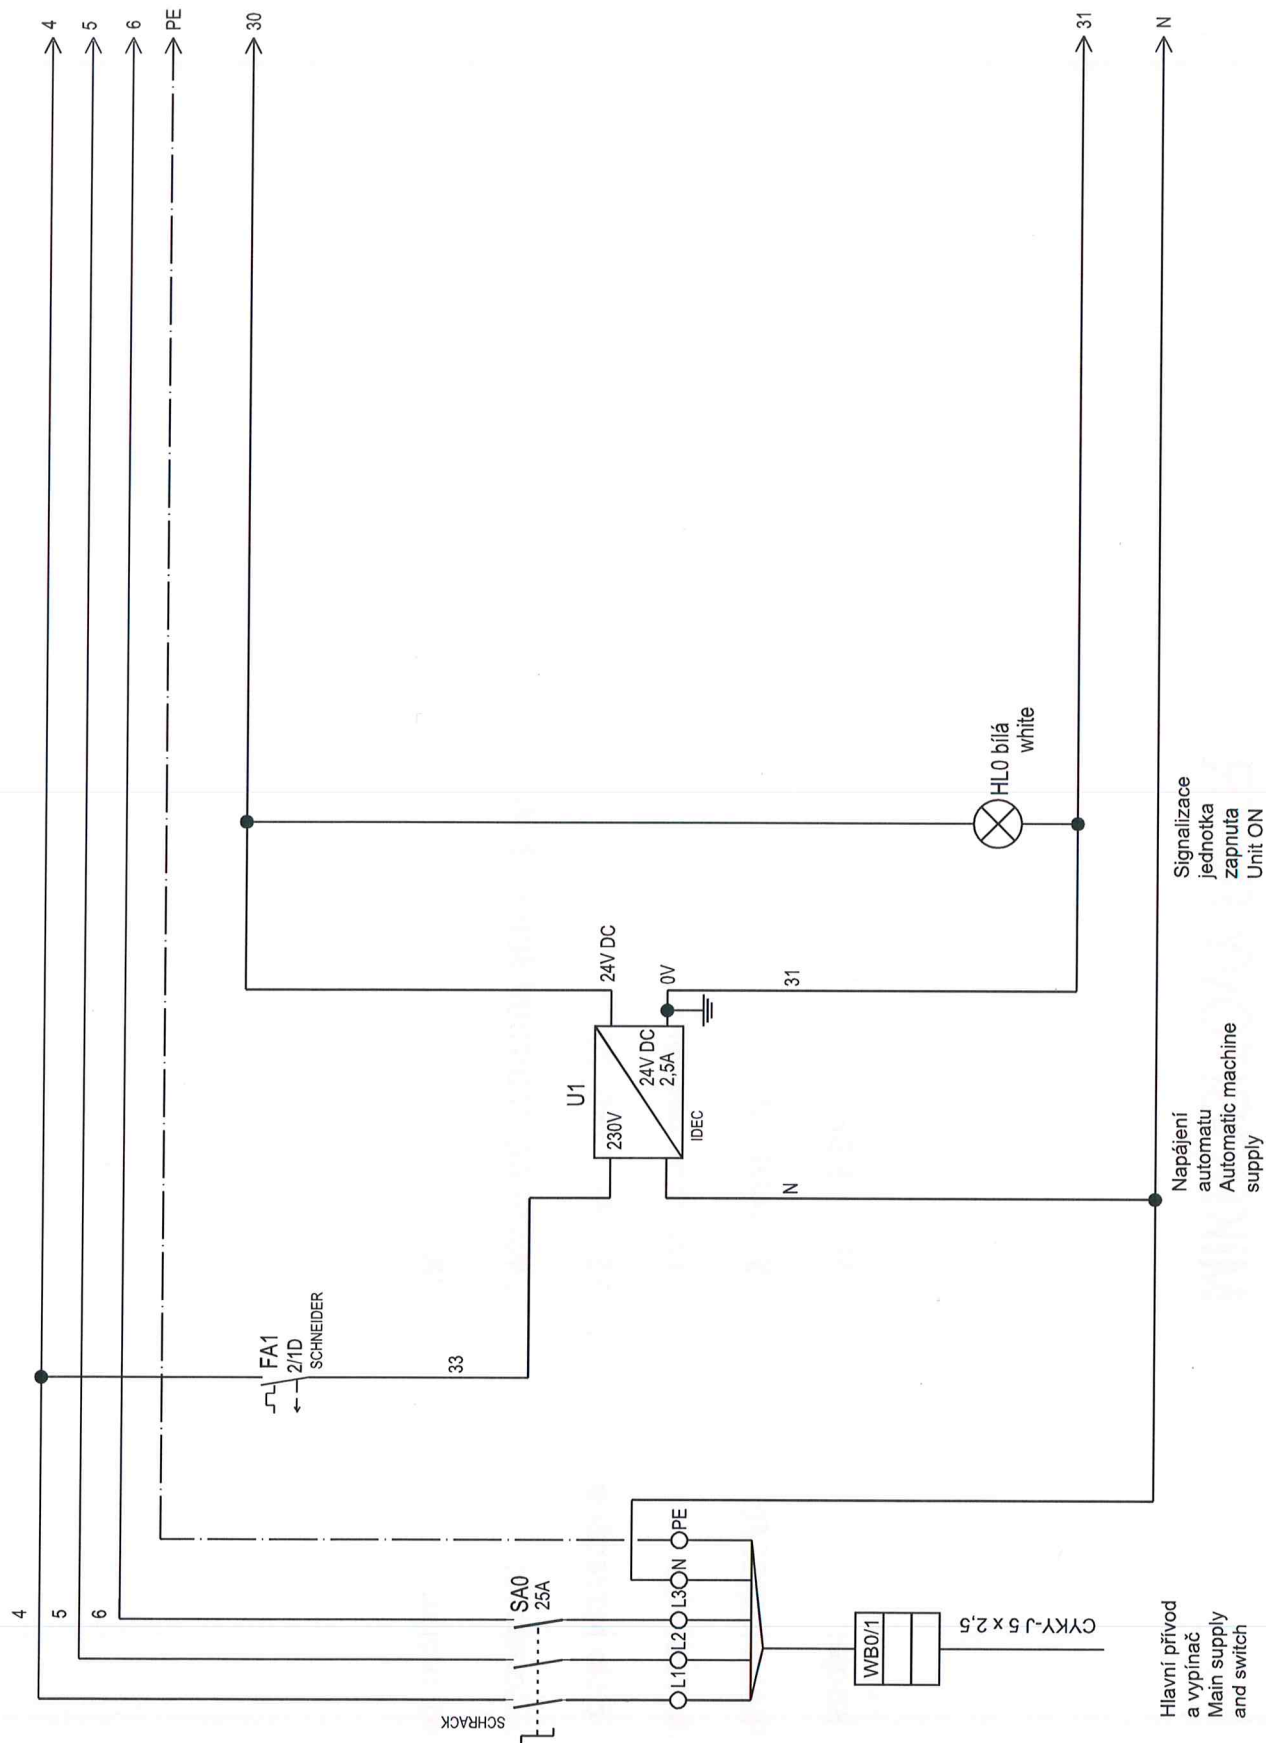 4
5
6
PE
30
31
N
4
5
6
FA1
2/1D
SCHNEIDER
33
U1
230V
24V DC
2,5A
IDEC
24V DC
0V
31
N
HL0 bílá
white
SCHRACK
SA0
25A
L1
L2
L3
N
PE
WB0/1
CYKY-J 5 x 2,5
Hlavní přívod
a vypínač
Main supply
and switch
Napájení
automatu
Automatic machine
supply
Signalizace
jednotka
zapnuta
Unit ON